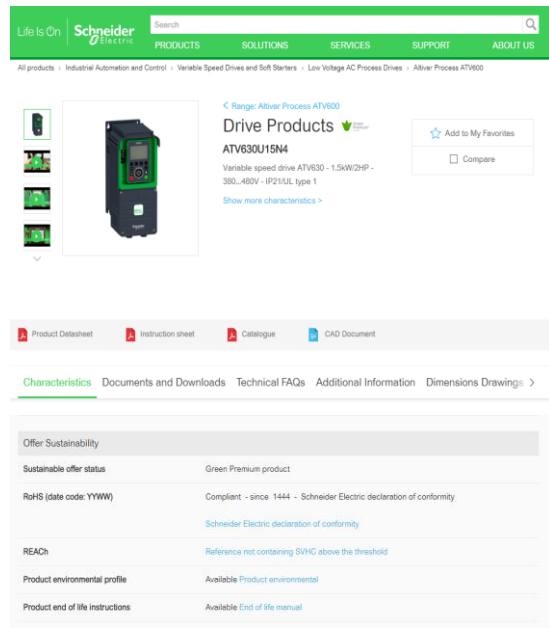 Life Is On
Schneider
Electric
Search
PRODUCTS SOLUTIONS SERVICES SUPPORT ABOUT US
All products > Industrial Automation and Control > Variable Speed Drives and Soft Starters > Low Voltage AC Process Drives > Altivar Process ATV600
< Range: Altivar Process ATV600
Drive Products
ATV630U15N4
Variable speed drive ATV630 - 1.5kW/2HP -
380...480V - IP21/UL type 1
Show more characteristics >
Add to My Favorites
Compare
Product Datasheet Instruction sheet Catalogue CAD Document
Characteristics Documents and Downloads Technical FAQs Additional Information Dimensions Drawings >
Offer Sustainability
Sustainable offer status Green Premium product
RoHS (date code: YYWW) Compliant - since 1444 - Schneider Electric declaration of conformity
Schneider Electric declaration of conformity
REACh Reference not containing SVHC above the threshold
Product environmental profile Available Product environmental
Product end of life instructions Available End of life manual